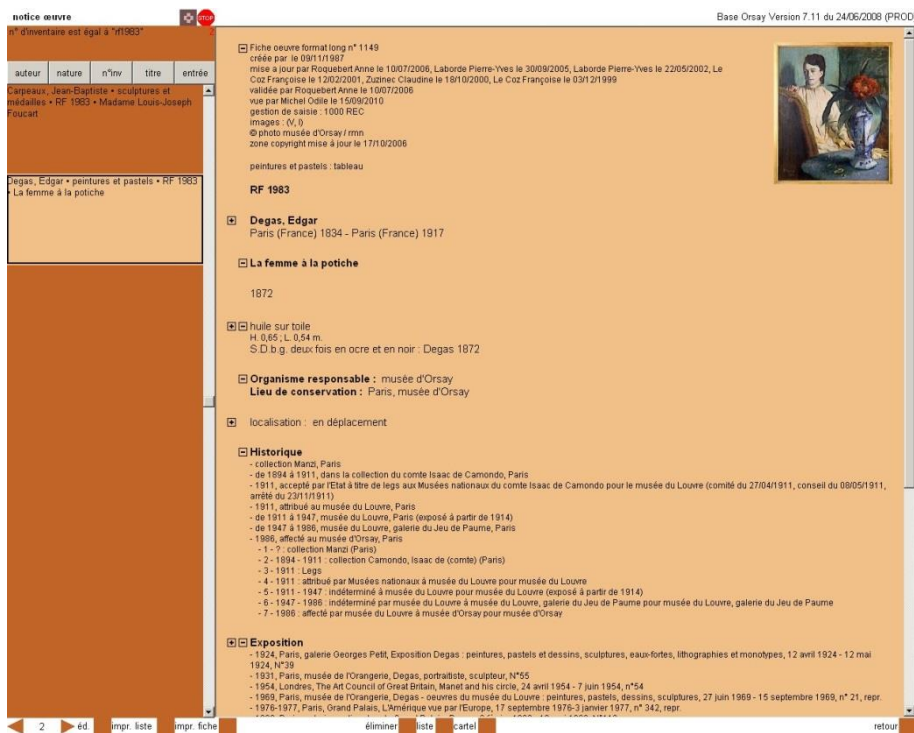 notice œuvre
STOP
Base Orsay Version 7.11 du 24/06/2008 (PROD
n° d'inventaire est égal à "rf1983"
2
auteur nature n°inv titre entrée
Carpeaux, Jean-Baptiste • sculptures et
médailles • RF 1983 • Madame Louis-Joseph
Foucart
Degas, Edgar • peintures et pastels • RF 1983
• La femme à la potiche
Fiche oeuvre format long n° 1149
créée par le 09/11/1987
mise a jour par Roquebert Anne le 10/07/2006, Laborde Pierre-Yves le 30/09/2005, Laborde Pierre-Yves le 22/05/2002, Le
Coz Françoise le 12/02/2001, Zuzinec Claudine le 18/10/2000, Le Coz Françoise le 03/12/1999
validée par Roquebert Anne le 10/07/2006
vue par Michel Odile le 15/09/2010
gestion de saisie : 1000 REC
images : (V, I)
© photo musée d'Orsay / rmn
zone copyright mise à jour le 17/10/2006
peintures et pastels : tableau
RF 1983
Degas, Edgar
Paris (France) 1834 - Paris (France) 1917
La femme à la potiche
1872
huile sur toile
H. 0,65 ; L. 0,54 m.
S.D.b.g. deux fois en ocre et en noir : Degas 1872
Organisme responsable : musée d'Orsay
Lieu de conservation : Paris, musée d'Orsay
localisation : en déplacement
Historique
- collection Manzi, Paris
- de 1894 à 1911, dans la collection du comte Isaac de Camondo, Paris
- 1911, accepté par l'Etat à titre de legs aux Musées nationaux du comte Isaac de Camondo pour le musée du Louvre (comité du 27/04/1911, conseil du 08/05/1911,
arrêté du 23/11/1911)
- 1911, attribué au musée du Louvre, Paris
- de 1911 à 1947, musée du Louvre, Paris (exposé à partir de 1914)
- de 1947 à 1986, musée du Louvre, galerie du Jeu de Paume, Paris
- 1986, affecté au musée d'Orsay, Paris
- 1 - ? : collection Manzi (Paris)
- 2 - 1894 - 1911 : collection Camondo, Isaac de (comte) (Paris)
- 3 - 1911 : Legs
- 4 - 1911 : attribué par Musées nationaux à musée du Louvre pour musée du Louvre
- 5 - 1911 - 1947 : indéterminé à musée du Louvre pour musée du Louvre (exposé à partir de 1914)
- 6 - 1947 - 1986 : indéterminé par musée du Louvre à musée du Louvre, galerie du Jeu de Paume pour musée du Louvre, galerie du Jeu de Paume
- 7 - 1986 : affecté par musée du Louvre à musée d'Orsay pour musée d'Orsay
Exposition
- 1924, Paris, galerie Georges Petit, Exposition Degas : peintures, pastels et dessins, sculptures, eaux-fortes, lithographies et monotypes, 12 avril 1924 - 12 mai
1924, N°39
- 1931, Paris, musée de l'Orangerie, Degas, portraitiste, sculpteur, N°55
- 1954, Londres, The Art Council of Great Britain, Manet and his circle, 24 avril 1954 - 7 juin 1954, n°54
- 1969, Paris, musée de l'Orangerie, Degas - oeuvres du musée du Louvre : peintures, pastels, dessins, sculptures, 27 juin 1969 - 15 septembre 1969, n° 21, repr.
- 1976-1977, Paris, Grand Palais, L'Amérique vue par l'Europe, 17 septembre 1976-3 janvier 1977, n° 342, repr.
2 éd. impr. liste impr. fiche éliminer liste cartel retour